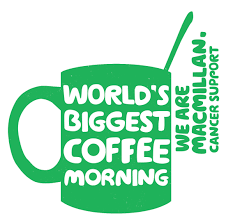 WORLD'S
BIGGEST
COFFEE
MORNING
WE ARE
MACMILLAN.
CANCER SUPPORT